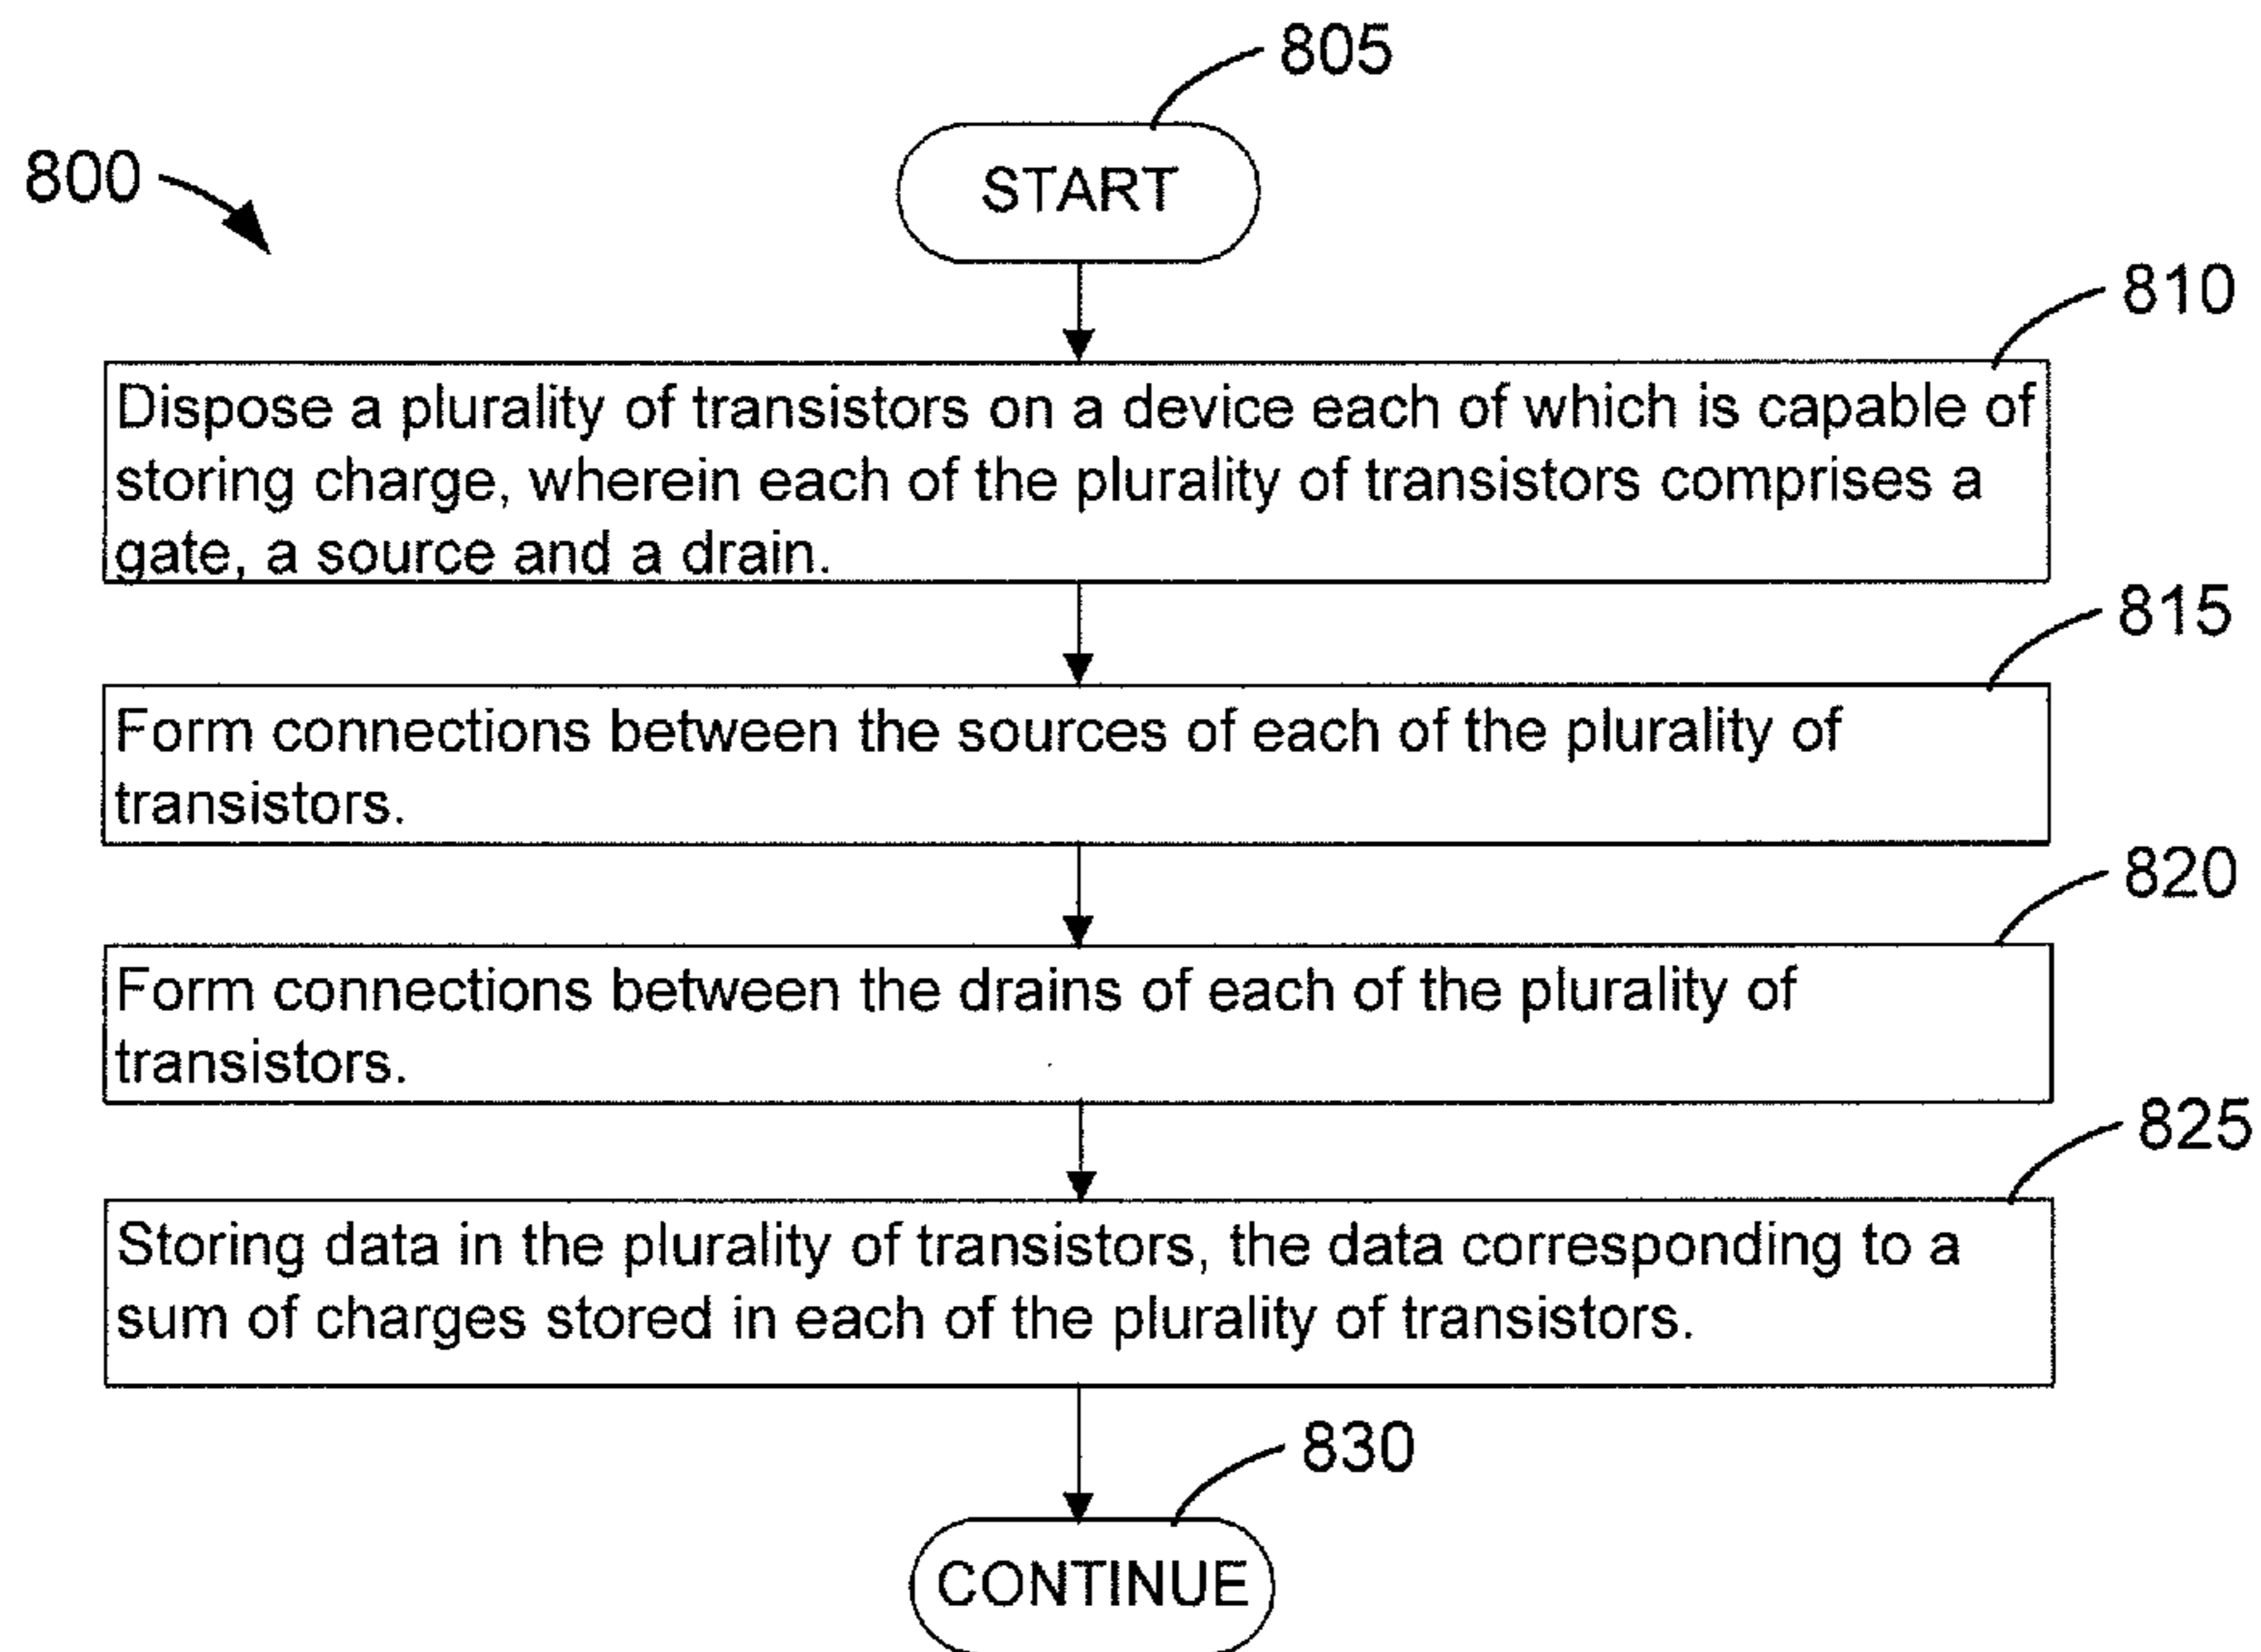 805
800
START
810
Dispose a plurality of transistors on a device each of which is capable of
storing charge, wherein each of the plurality of transistors comprises a
gate, a source and a drain.
815
Form connections between the sources of each of the plurality of
transistors.
820
Form connections between the drains of each of the plurality of
transistors.
825
Storing data in the plurality of transistors, the data corresponding to a
sum of charges stored in each of the plurality of transistors.
830
CONTINUE